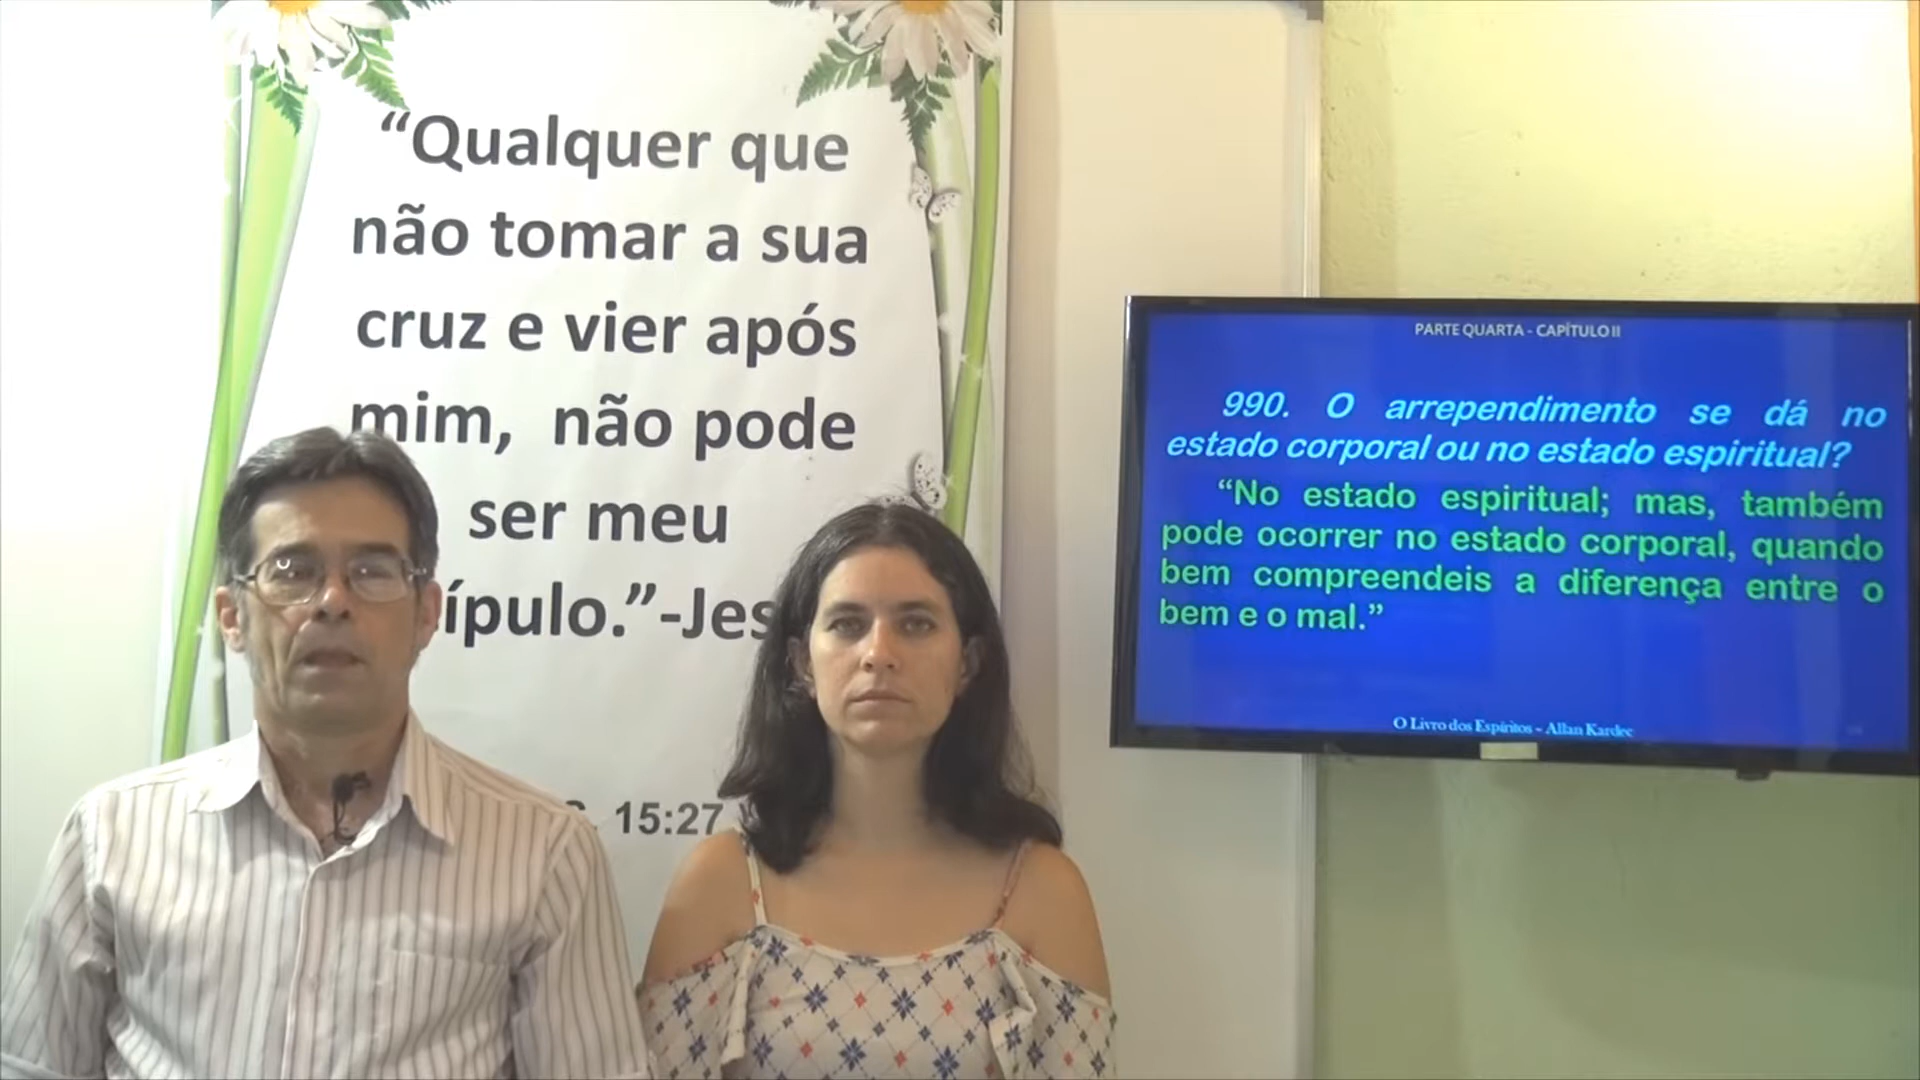 “Qualquer que
não tomar a sua
cruz e vier após
mim, não pode
ser meu
ípulo.”-Jes
15:27
PARTE QUARTA - CAPÍTULO II
990. O arrependimento se dá no
estado corporal ou no estado espiritual?
“No estado espiritual; mas, também
pode ocorrer no estado corporal, quando
bem compreendeis a diferença entre o
bem e o mal.”
O Livro dos Espíritos - Allan Kardec